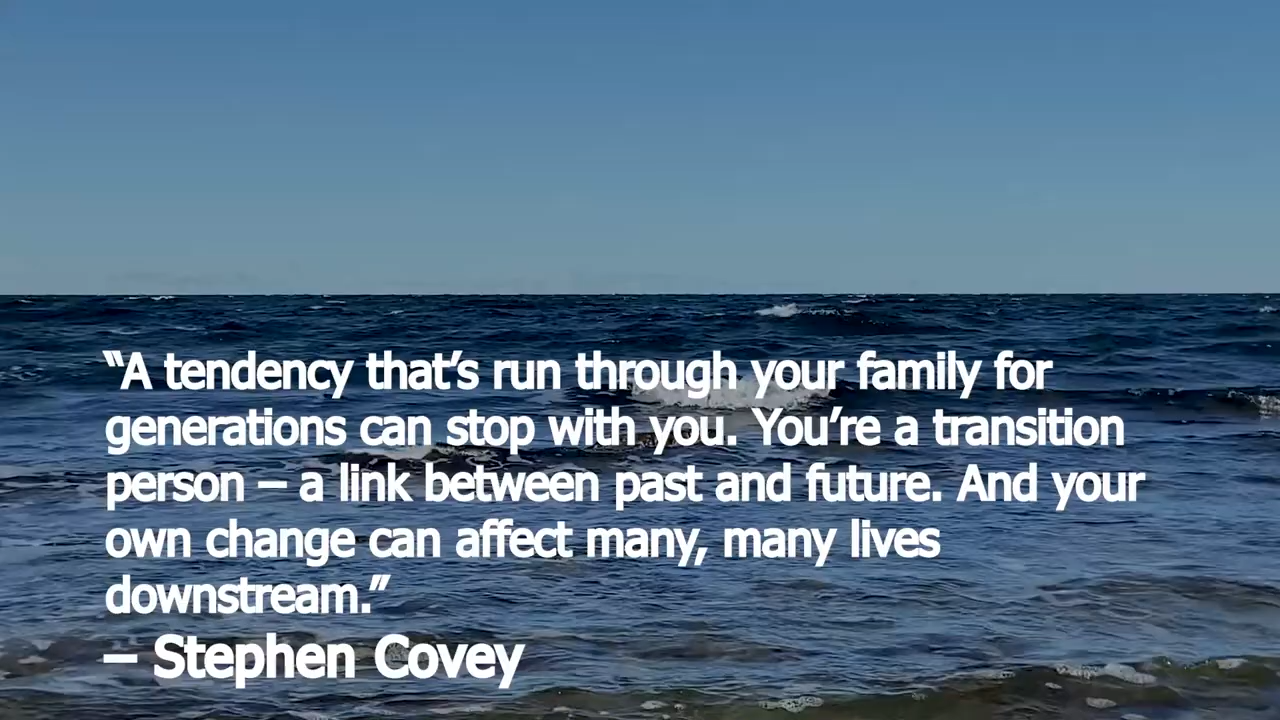 “A tendency that’s run through your family for
generations can stop with you. You’re a transition
person – a link between past and future. And your
own change can affect many, many lives
downstream.”
– Stephen Covey